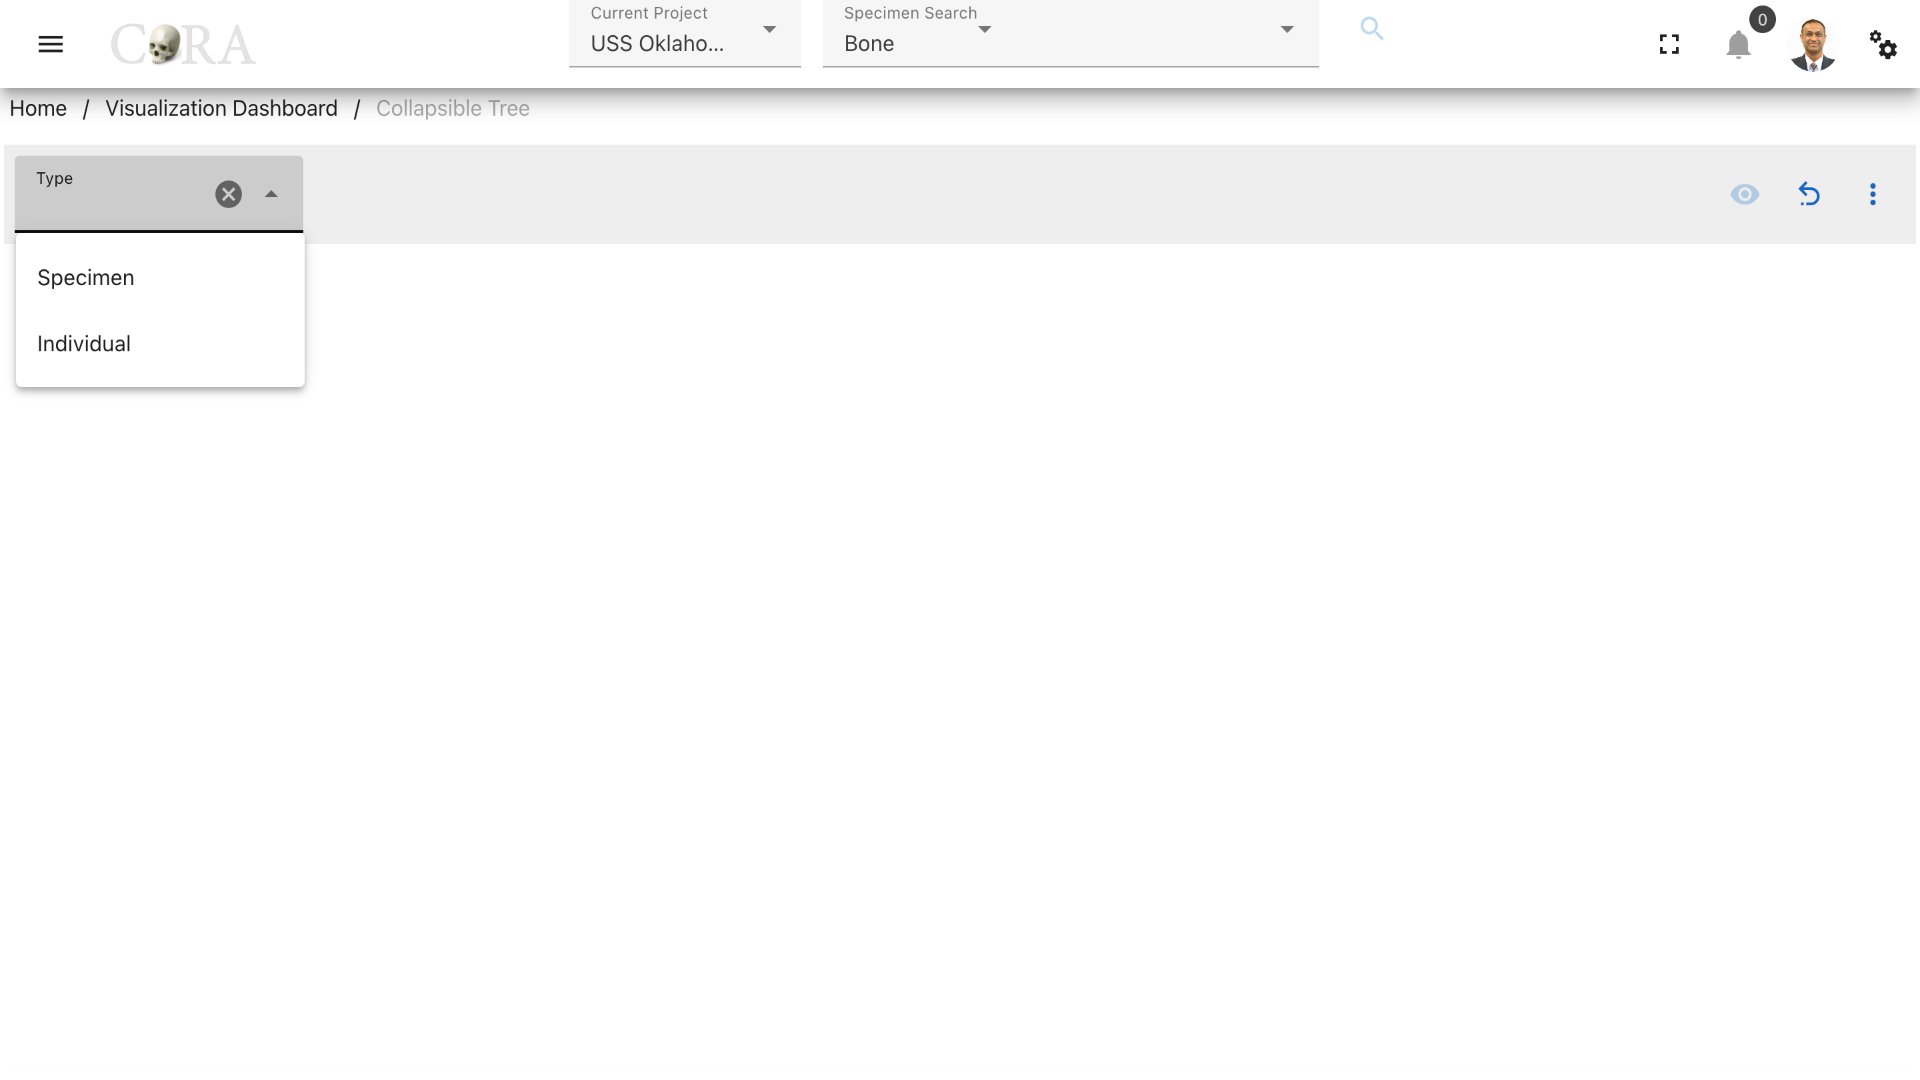 CORA
Current Project
USS Oklaho...
Specimen Search
Bone
0
Home / Visualization Dashboard / Collapsible Tree
Type
Specimen
Individual